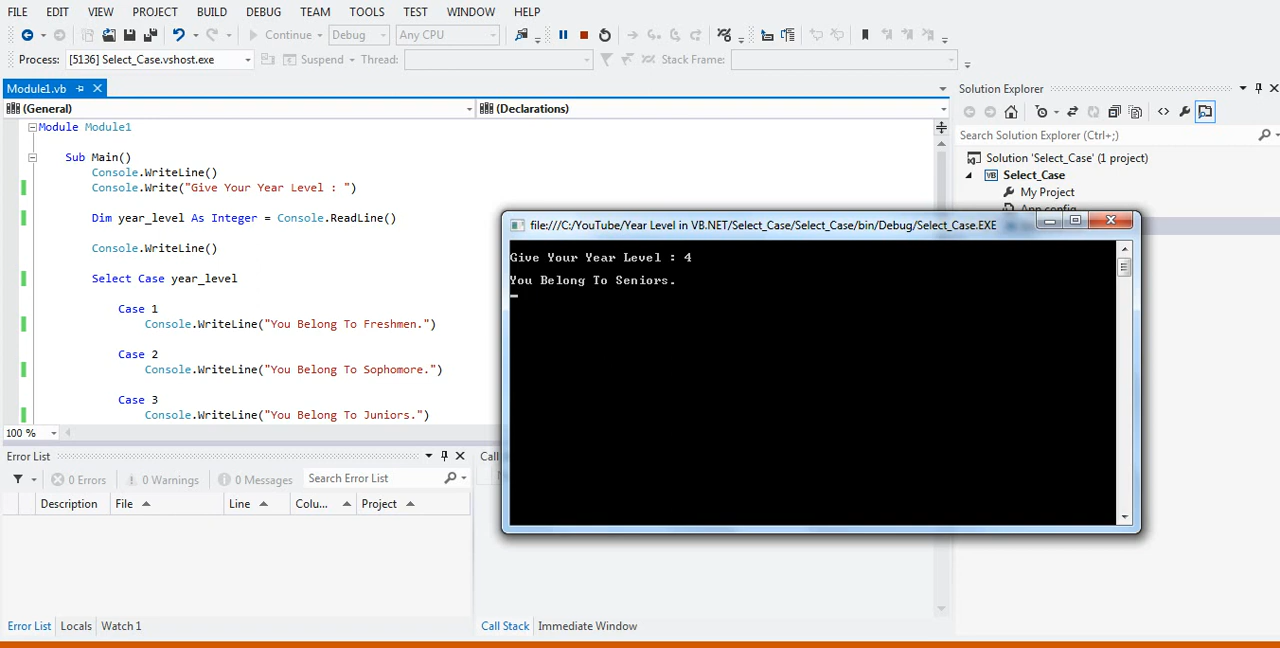 FILE EDIT VIEW PROJECT BUILD DEBUG TEAM TOOLS TEST WINDOW HELP
Continue Debug Any CPU
Process: [5136] Select_Case.vshost.exe Suspend Thread: Stack Frame:
Module1.vb
(General) (Declarations)
Module Module1
Sub Main()
Console.WriteLine()
Console.Write("Give Your Year Level : ")
Dim year_level As Integer = Console.ReadLine()
Console.WriteLine()
Select Case year_level
Case 1
Console.WriteLine("You Belong To Freshmen.")
Case 2
Console.WriteLine("You Belong To Sophomore.")
Case 3
Console.WriteLine("You Belong To Juniors.")
100 %
file:///C:/YouTube/Year Level in VB.NET/Select_Case/Select_Case/bin/Debug/Select_Case.EXE
Give Your Year Level : 4
You Belong To Seniors.
Solution Explorer
Search Solution Explorer (Ctrl+;)
Solution 'Select_Case' (1 project)
VB Select_Case
My Project
App.config
Error List
0 Errors 0 Warnings 0 Messages Search Error List
Description File Line Colu... Project
Call
Error List Locals Watch 1
Call Stack Immediate Window